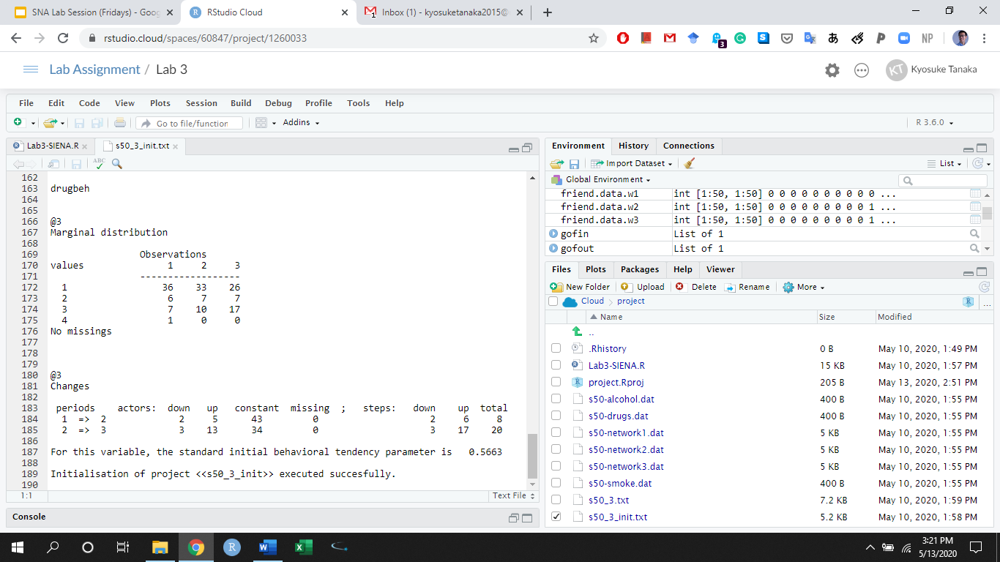 SNA Lab Session (Fridays) - Goog
RStudio Cloud
Inbox (1) - kyosuketanaka2015@
rstudio.cloud/spaces/60847/project/1260033
3
あ
NP
Lab Assignment / Lab 3
KT Kyosuke Tanaka
File Edit Code View Plots Session Build Debug Profile Tools Help
Go to file/function Addins R 3.6.0
Lab3-SIENA.R s50_3_init.txt
ABC
162
163 drugbeh
164
165
166 @3
167 Marginal distribution
168
169 Observations
170 values 1 2 3
171 ------------------
172 1 36 33 26
173 2 6 7 7
174 3 7 10 17
175 4 1 0 0
176 No missings
177
178
179
180 @3
181 Changes
182
183 periods actors: down up constant missing ; steps: down up total
184 1 => 2 2 5 43 0 2 6 8
185 2 => 3 3 13 34 0 3 17 20
186
187 For this variable, the standard initial behavioral tendency parameter is 0.5663
188
189 Initialisation of project <<s50_3_init>> executed succesfully.
190
1:1 Text File
Console
Environment History Connections
Import Dataset List
Global Environment
friend.data.w1 int [1:50, 1:50] 0 0 0 0 0 0 0 0 0 0 ...
friend.data.w2 int [1:50, 1:50] 0 0 0 0 0 0 0 0 0 1 ...
friend.data.w3 int [1:50, 1:50] 0 0 0 0 0 0 0 0 0 1 ...
gofin List of 1
gofout List of 1
Files Plots Packages Help Viewer
New Folder Upload Delete Rename More
Cloud project R ...
Name Size Modified
..
.Rhistory 0 B May 10, 2020, 1:49 PM
Lab3-SIENA.R 15 KB May 10, 2020, 1:57 PM
project.Rproj 205 B May 13, 2020, 2:51 PM
s50-alcohol.dat 400 B May 10, 2020, 1:55 PM
s50-drugs.dat 400 B May 10, 2020, 1:55 PM
s50-network1.dat 5 KB May 10, 2020, 1:55 PM
s50-network2.dat 5 KB May 10, 2020, 1:55 PM
s50-network3.dat 5 KB May 10, 2020, 1:55 PM
s50-smoke.dat 400 B May 10, 2020, 1:55 PM
s50_3.txt 7.2 KB May 10, 2020, 1:59 PM
s50_3_init.txt 5.2 KB May 10, 2020, 1:58 PM
3:21 PM
5/13/2020